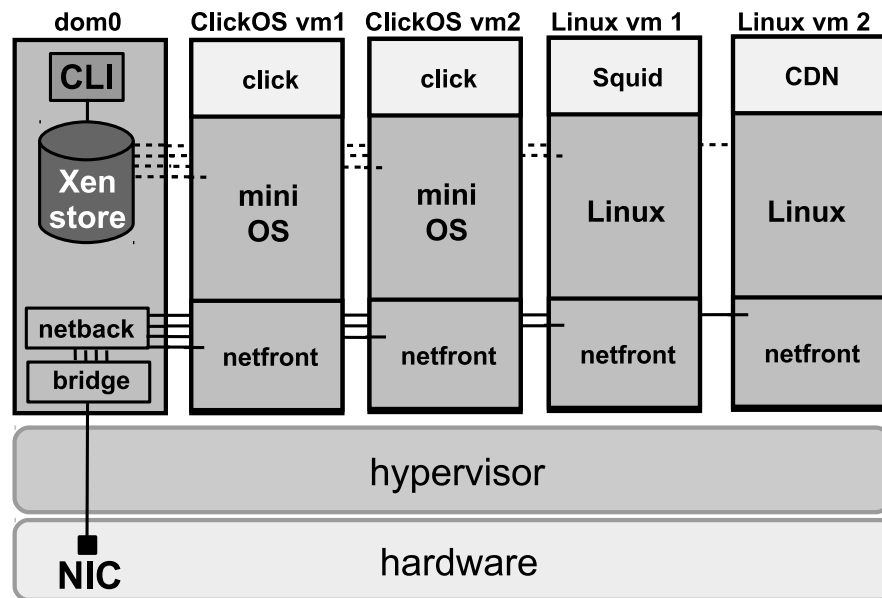 dom0
ClickOS vm1
ClickOS vm2
Linux vm 1
Linux vm 2
CLI
click
click
Squid
CDN
Xen
store
mini
OS
mini
OS
Linux
Linux
netback
netfront
netfront
netfront
netfront
bridge
hypervisor
hardware
NIC